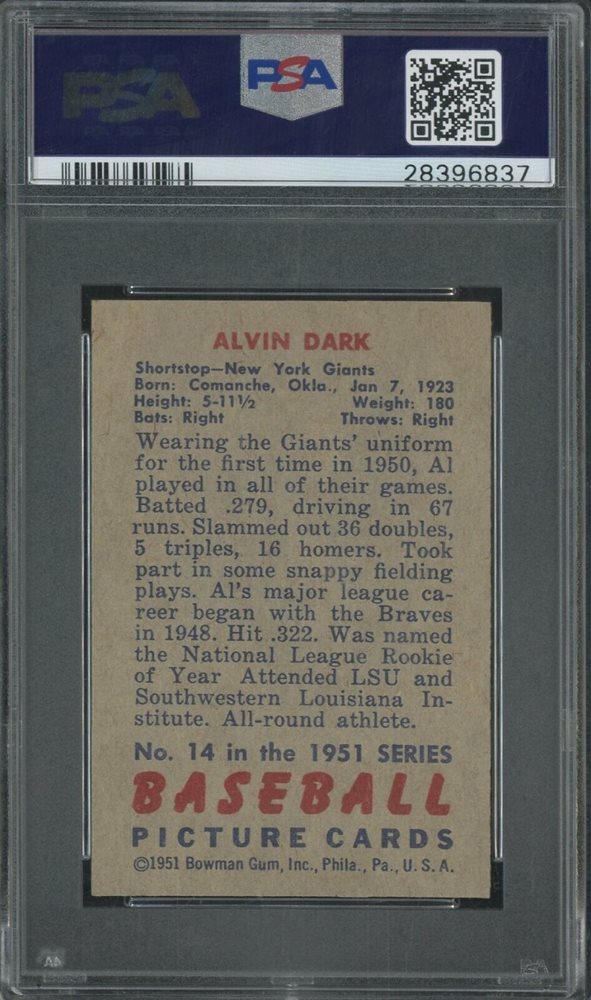 PSA
PSA
28396837
ALVIN DARK
Shortstop—New York Giants
Born: Comanche, Okla., Jan 7, 1923
Height: 5-11½ Weight: 180
Bats: Right Throws: Right
Wearing the Giants' uniform
for the first time in 1950, Al
played in all of their games.
Batted .279, driving in 67
runs. Slammed out 36 doubles,
5 triples, 16 homers. Took
part in some snappy fielding
plays. Al's major league ca-
reer began with the Braves
in 1948. Hit .322. Was named
the National League Rookie
of Year Attended LSU and
Southwestern Louisiana In-
stitute. All-round athlete.
No. 14 in the 1951 SERIES
BASEBALL
PICTURE CARDS
©1951 Bowman Gum, Inc., Phila., Pa., U. S. A.
PSA